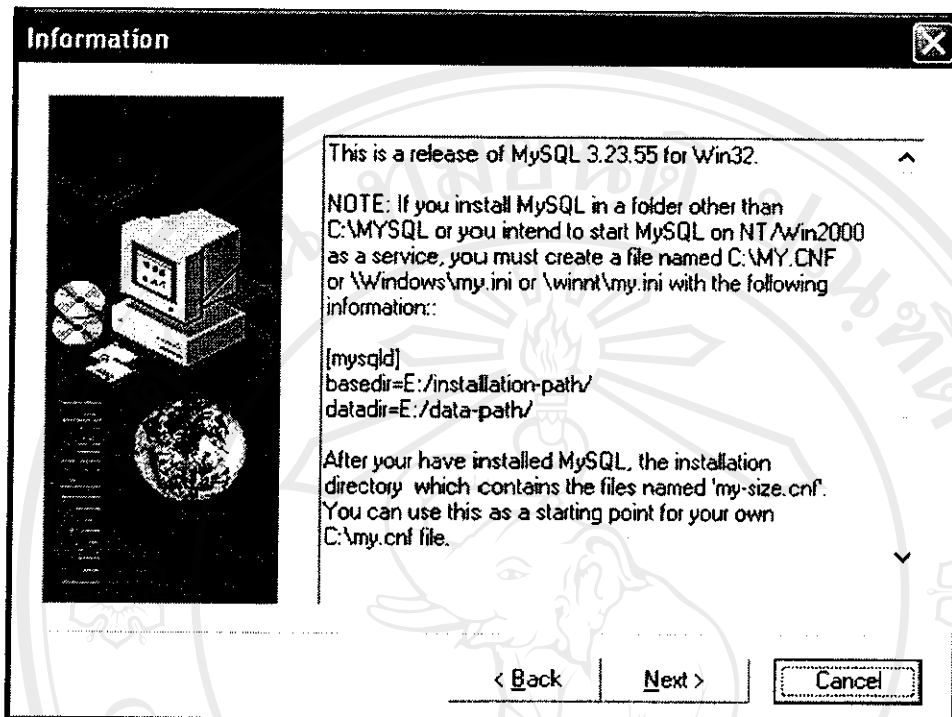 Information
This is a release of MySQL 3.23.55 for Win32.
NOTE: If you install MySQL in a folder other than
C:\MYSQL or you intend to start MySQL on NT/Win2000
as a service, you must create a file named C:\MY.CNF
or \Windows\my.ini or \winnt\my.ini with the following
information::
[mysqld]
basedir=E:/installation-path/
datadir=E:/data-path/
After your have installed MySQL, the installation
directory which contains the files named 'my-size.cnf'.
You can use this as a starting point for your own
C:\my.cnf file.
< Back
Next >
Cancel